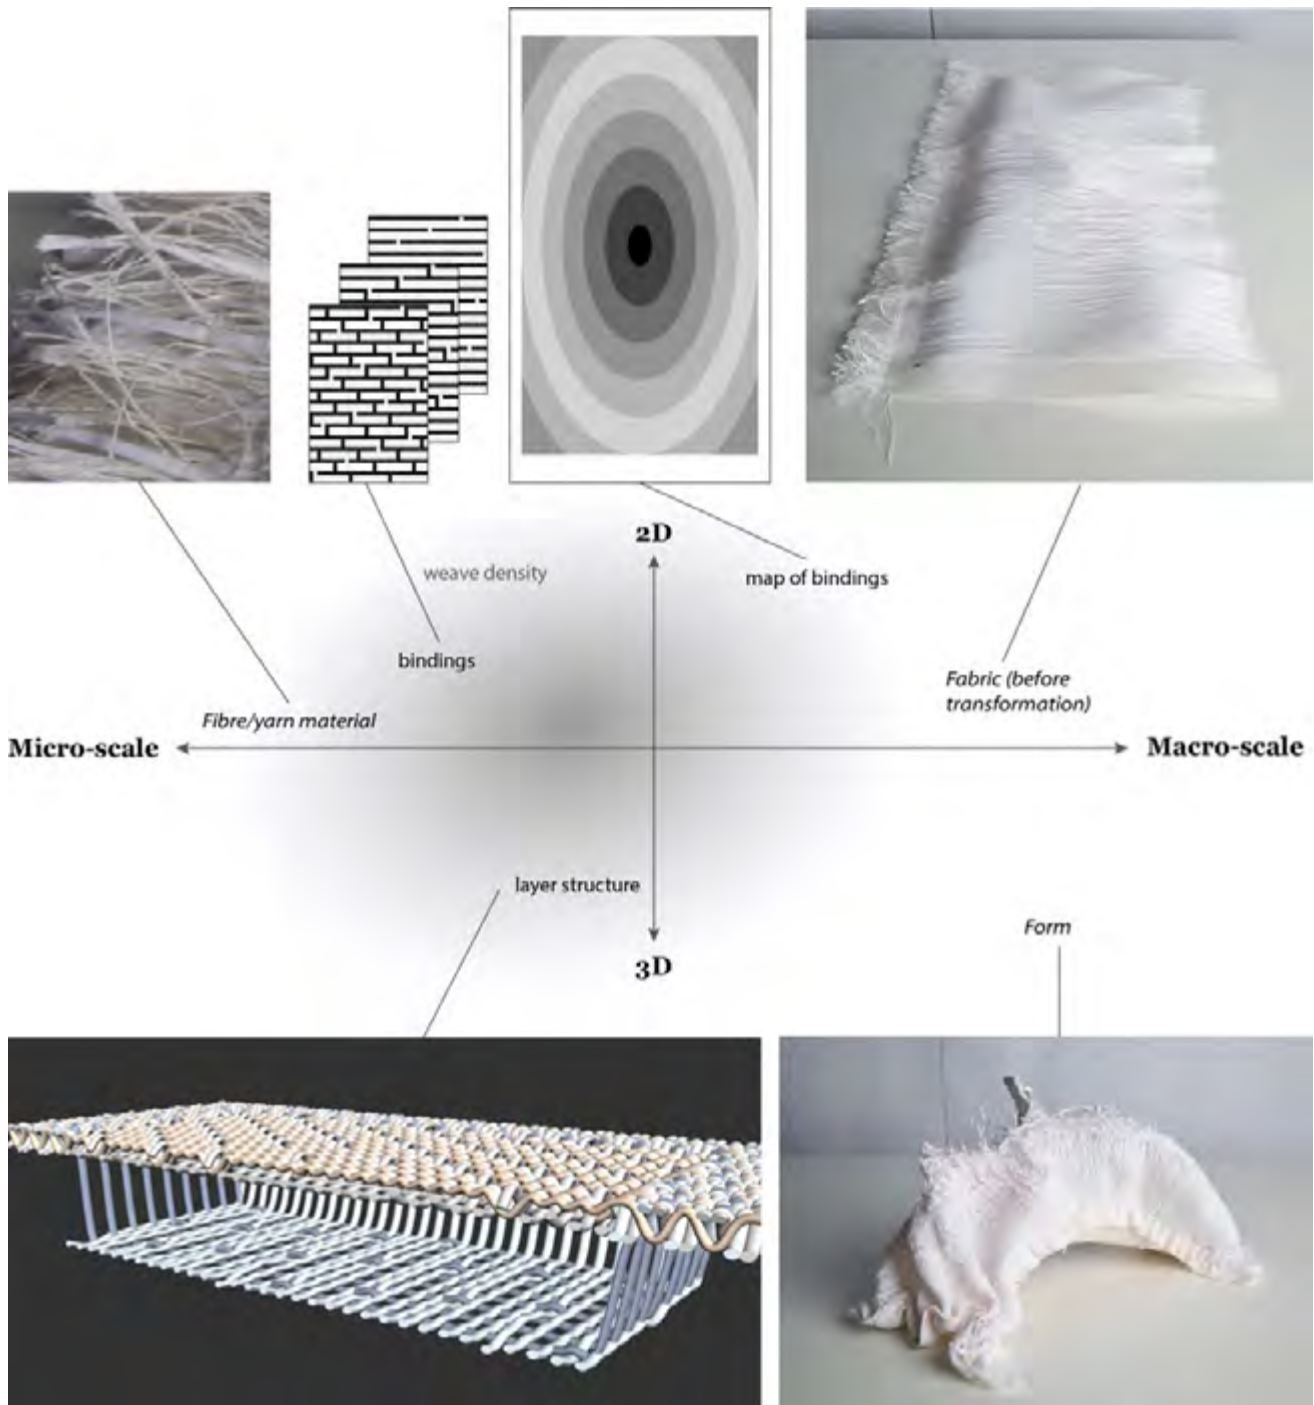 2D
weave density
map of bindings
bindings
Fabric (before
transformation)
Fibre/yarn material
Micro-scale
Macro-scale
layer structure
Form
3D